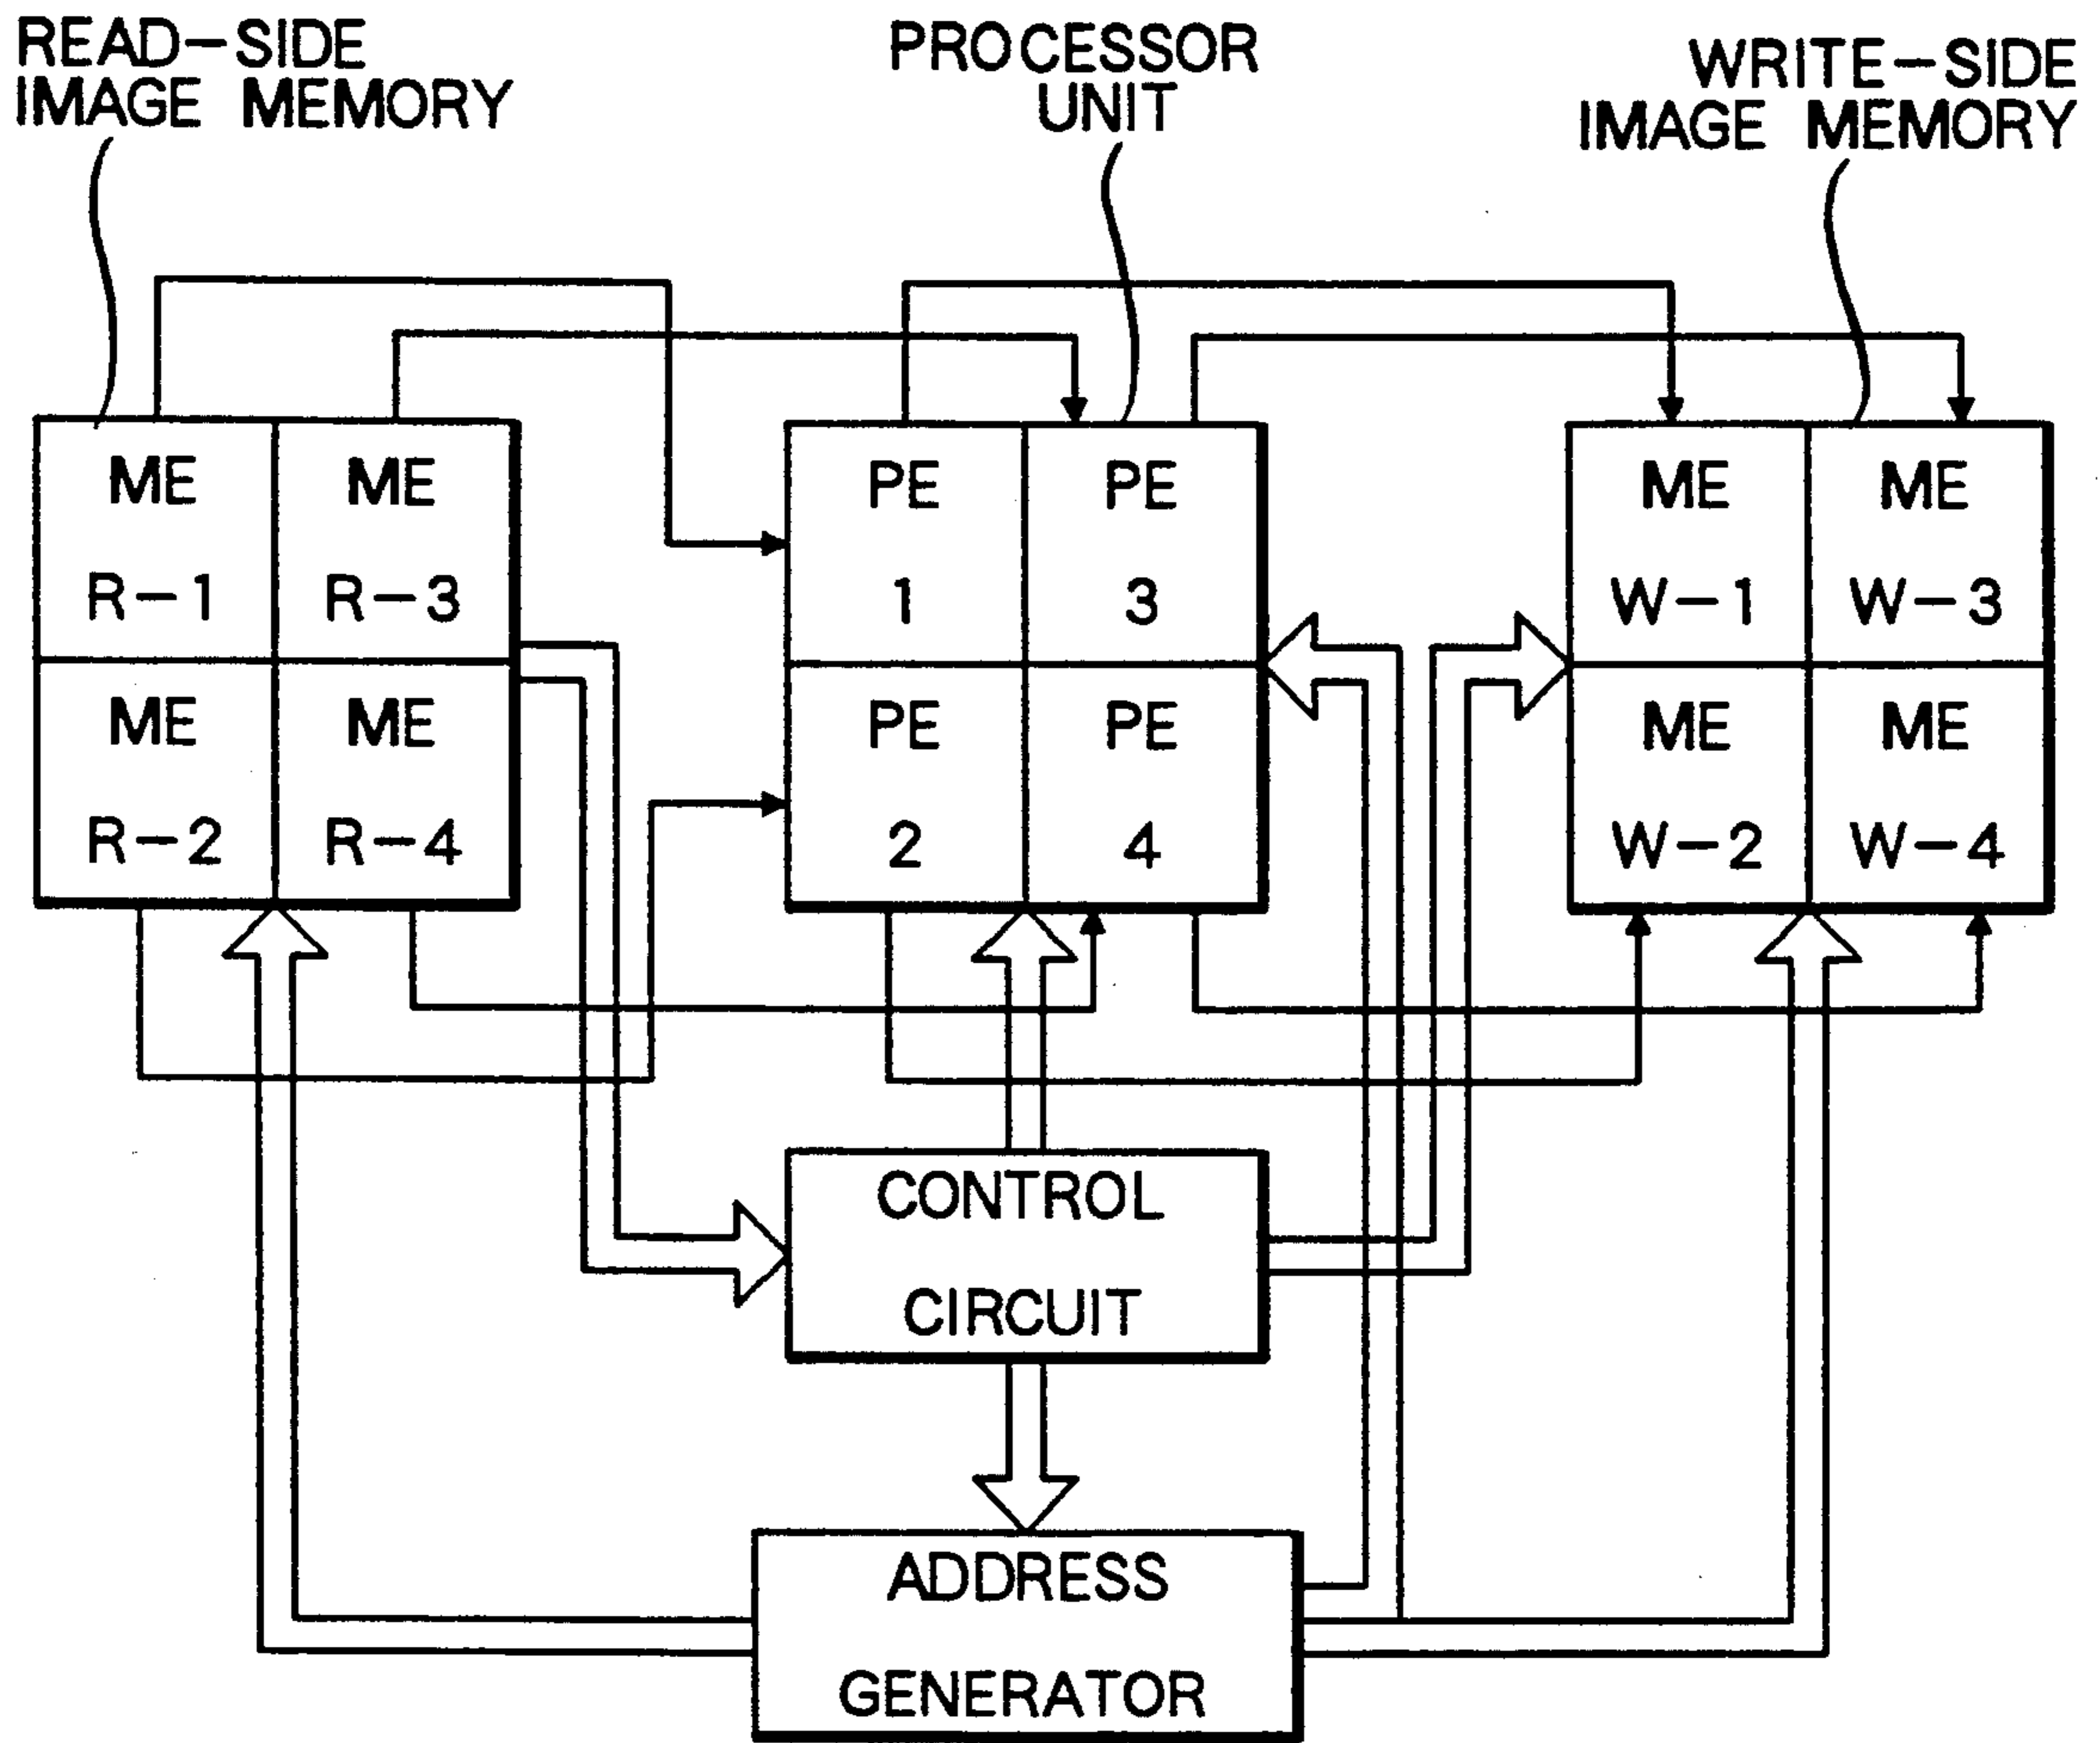 READ-SIDE
IMAGE MEMORY
PROCESSOR
UNIT
WRITE-SIDE
IMAGE MEMORY
ME
R-1
ME
R-3
ME
R-2
ME
R-4
PE
1
PE
3
PE
2
PE
4
ME
W-1
ME
W-3
ME
W-2
ME
W-4
CONTROL
CIRCUIT
ADDRESS
GENERATOR